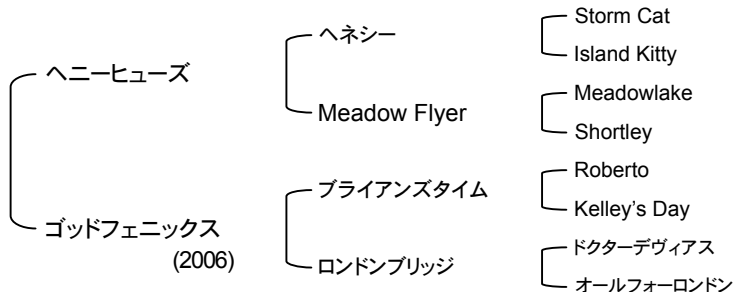 ヘニーヒューズ
ゴッドフェニックス
(2006)
ヘネシー
Meadow Flyer
ブライアンズタイム
ロンドンブリッジ
Storm Cat
Island Kitty
Meadowlake
Shortley
Roberto
Kelley's Day
ドクターデヴィアス
オールフォーロンドン